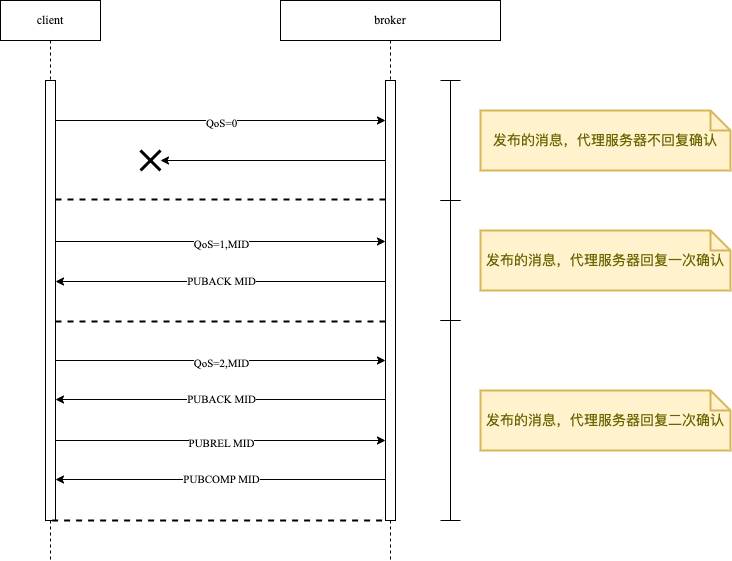 client
broker
QoS=0
发布的消息，代理服务器不回复确认
QoS=1,MID
发布的消息，代理服务器回复一次确认
PUBACK MID
QoS=2,MID
PUBACK MID
发布的消息，代理服务器回复二次确认
PUBREL MID
PUBCOMP MID